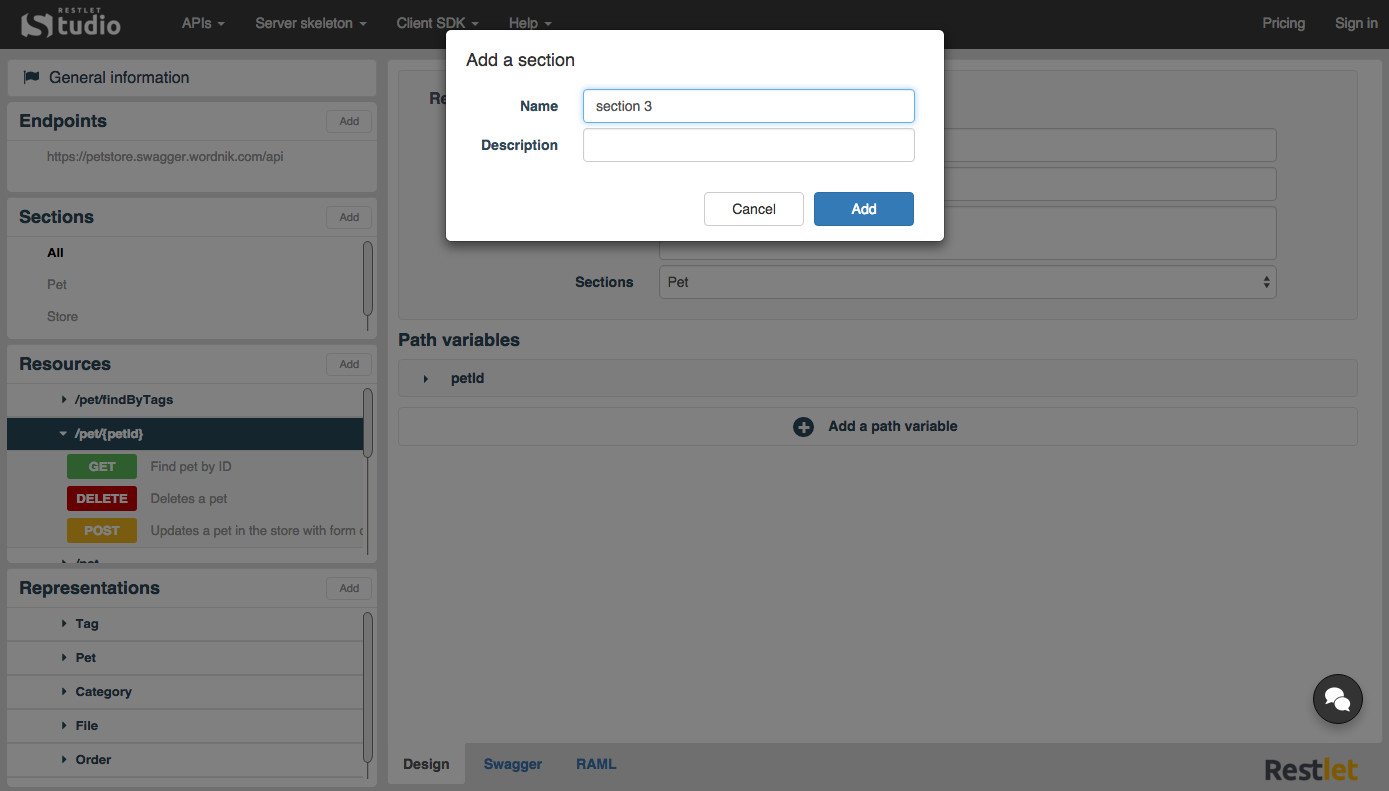 RESTLET
Studio
APIs
Server skeleton
Client SDK
Help
Pricing
Sign in
General information
Endpoints
Add
https://petstore.swagger.wordnik.com/api
Sections
Add
All
Pet
Store
Resources
Add
/pet/findByTags
/pet/{petId}
GET Find pet by ID
DELETE Deletes a pet
POST Updates a pet in the store with form
/pet
Representations
Add
Tag
Pet
Category
File
Order
Add a section
Name section 3
Description
Cancel Add
Re
Sections Pet
Path variables
petId
Add a path variable
Design Swagger RAML
Restlet